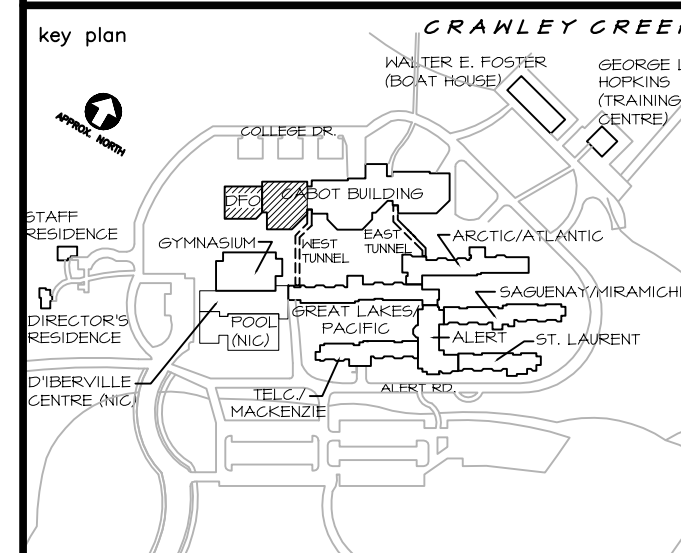 key plan
CRAWLEY CREEK
WALTER E. FOSTER
(BOAT HOUSE)
GEORGE L
HOPKINS
(TRAINING
CENTRE)
APPROX. NORTH
COLLEGE DR.
DFO
CABOT BUILDING
STAFF
RESIDENCE
GYMNASIUM
WEST
TUNNEL
EAST
TUNNEL
ARCTIC/ATLANTIC
SAGUENAY/MIRAMICHI
DIRECTOR'S
RESIDENCE
POOL
(NIC)
GREAT LAKES/
PACIFIC
ALERT
ST. LAURENT
D'IBERVILLE
CENTRE (NIC)
TELC./
MACKENZIE
ALERT RD.